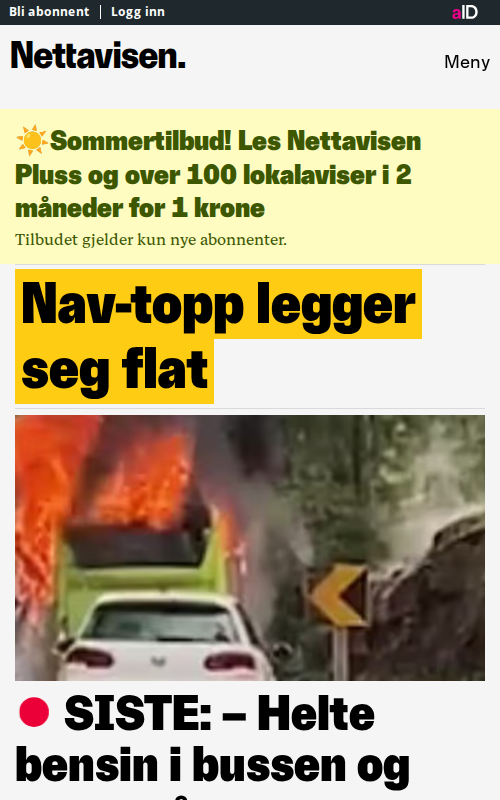 Bli abonnent | Logg inn
aID
Nettavisen.
Meny
☀️Sommertilbud! Les Nettavisen
Pluss og over 100 lokalaviser i 2
måneder for 1 krone
Tilbudet gjelder kun nye abonnenter.
Nav-topp legger
seg flat
SISTE: – Helte
bensin i bussen og